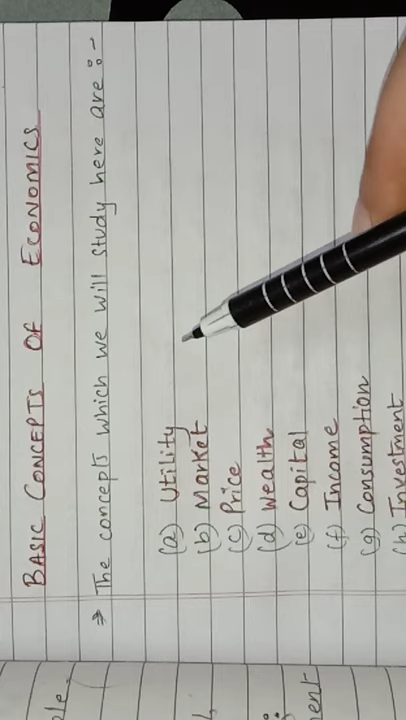 BASIC CONCEPTS OF ECONOMICS
⇒ The concepts which we will study here are :-
(a) Utility
(b) Market
(c) Price
(d) Wealth
(e) Capital
(f) Income
(g) Consumption
(h) Investment